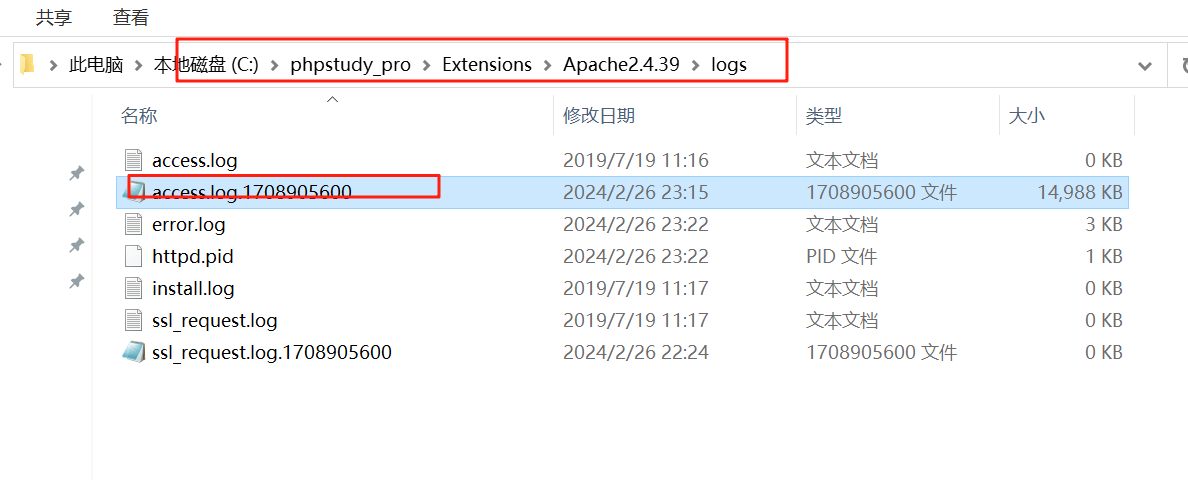 共享 查看
此电脑 本地磁盘 (C:) phpstudy_pro Extensions Apache2.4.39 logs
名称 修改日期 类型 大小
access.log 2019/7/19 11:16 文本文档 0 KB
access.log.1708905600 2024/2/26 23:15 1708905600 文件 14,988 KB
error.log 2024/2/26 23:22 文本文档 3 KB
httpd.pid 2024/2/26 23:22 PID 文件 1 KB
install.log 2019/7/19 11:17 文本文档 0 KB
ssl_request.log 2019/7/19 11:17 文本文档 0 KB
ssl_request.log.1708905600 2024/2/26 22:24 1708905600 文件 0 KB